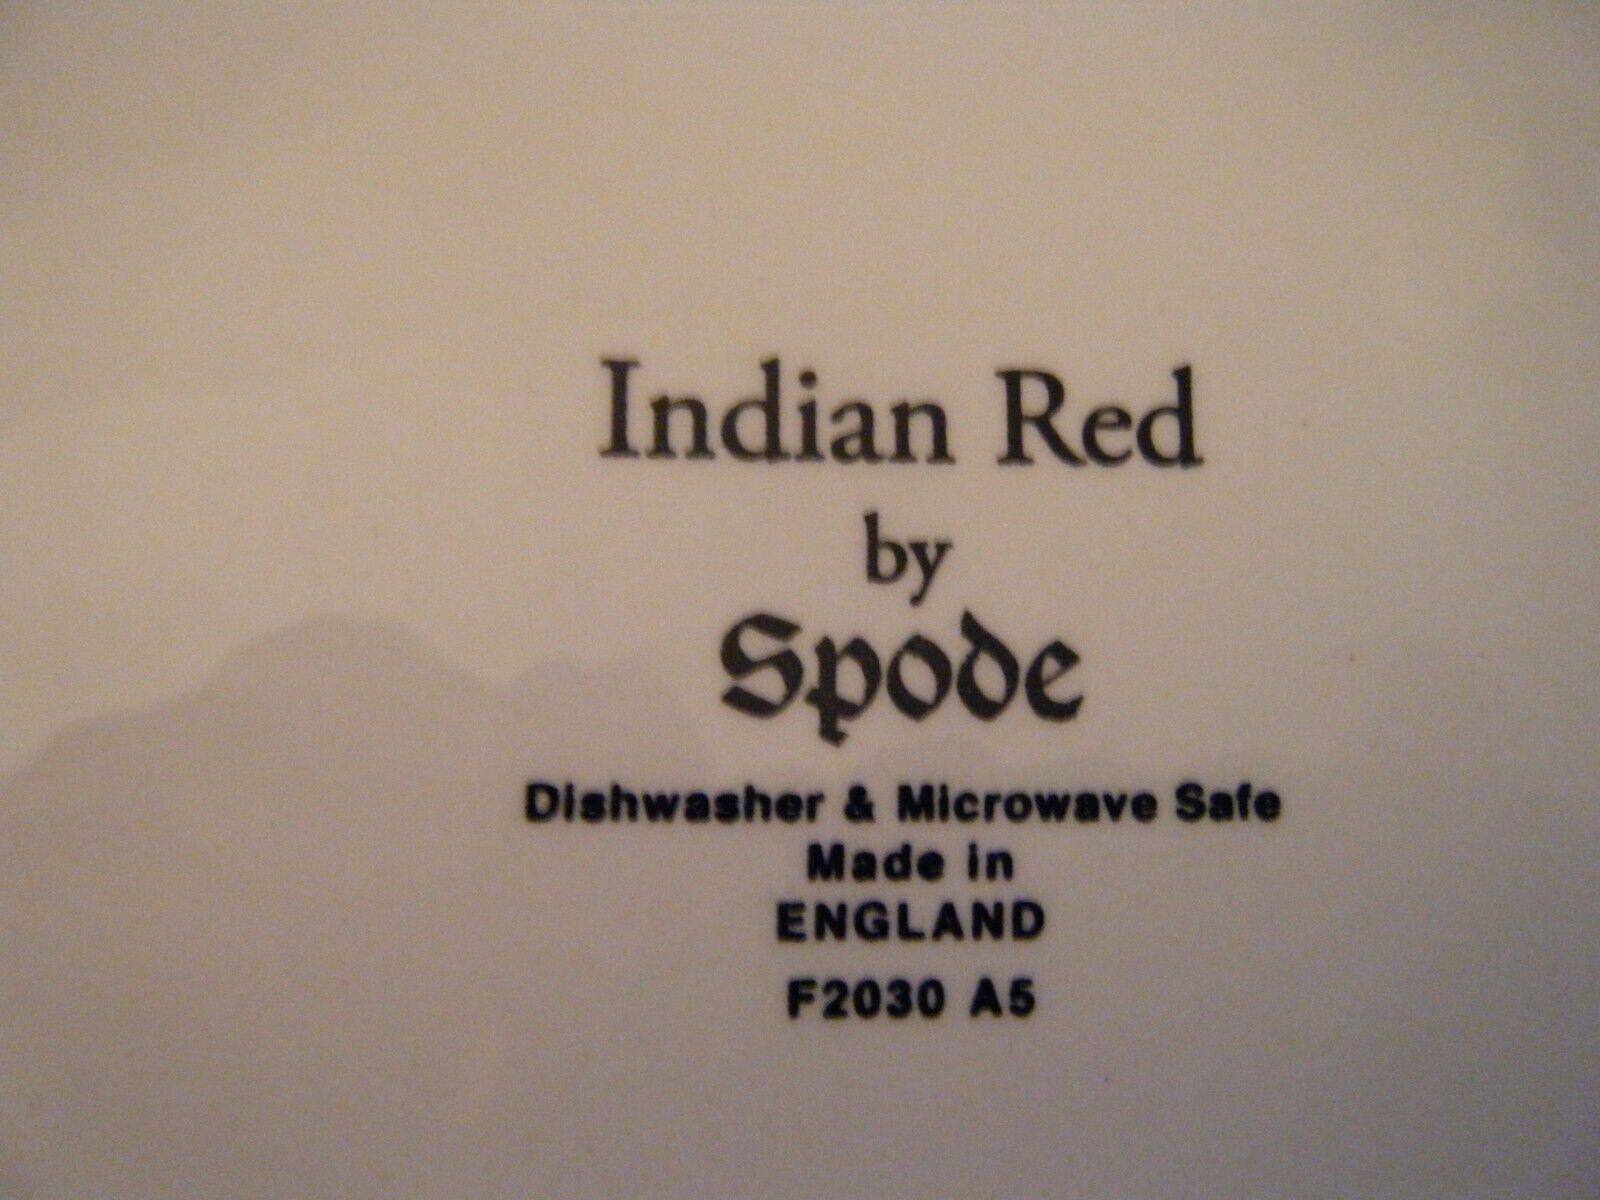 Indian Red
by
Spode
Dishwasher & Microwave Safe
Made in
ENGLAND
F2030 A5